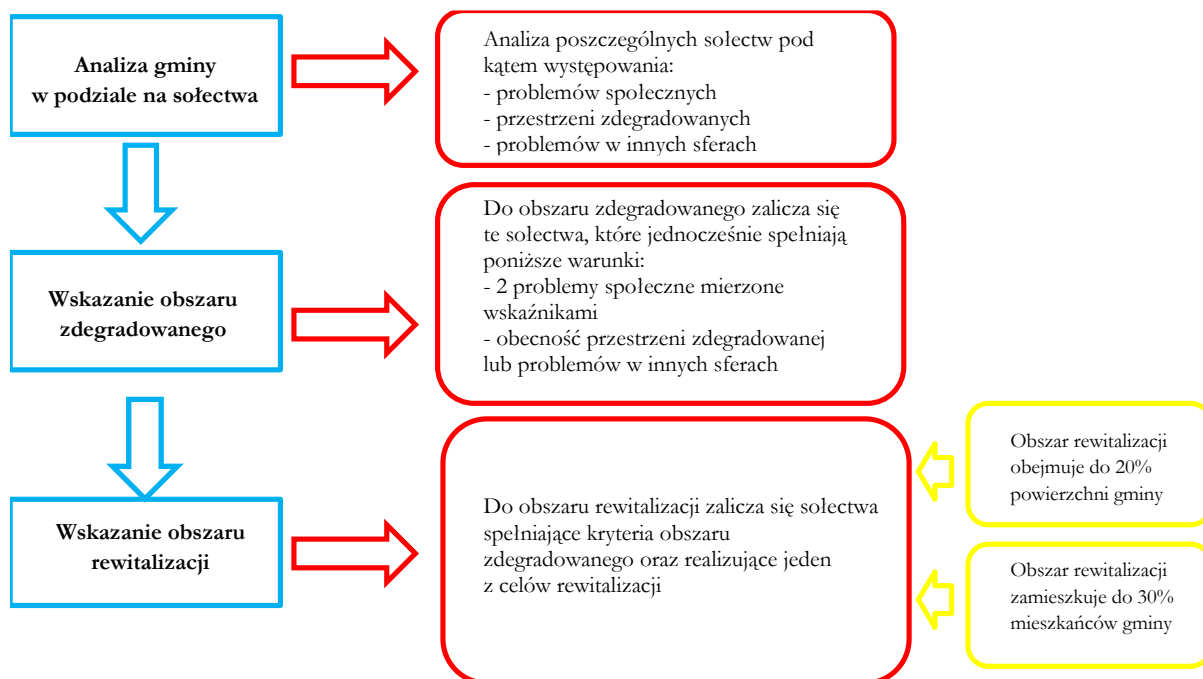 Analiza gminy
w podziale na sołectwa
Analiza poszczególnych sołectw pod
kątem występowania:
- problemów społecznych
- przestrzeni zdegradowanych
- problemów w innych sferach
Wskazanie obszaru
zdegradowanego
Do obszaru zdegradowanego zalicza się
te sołectwa, które jednocześnie spełniają
poniższe warunki:
- 2 problemy społeczne mierzone
wskaźnikami
- obecność przestrzeni zdegradowanej
lub problemów w innych sferach
Wskazanie obszaru
rewitalizacji
Do obszaru rewitalizacji zalicza się sołectwa
spełniające kryteria obszaru
zdegradowanego oraz realizujące jeden
z celów rewitalizacji
Obszar rewitalizacji
obejmuje do 20%
powierzchni gminy
Obszar rewitalizacji
zamieszkuje do 30%
mieszkańców gminy